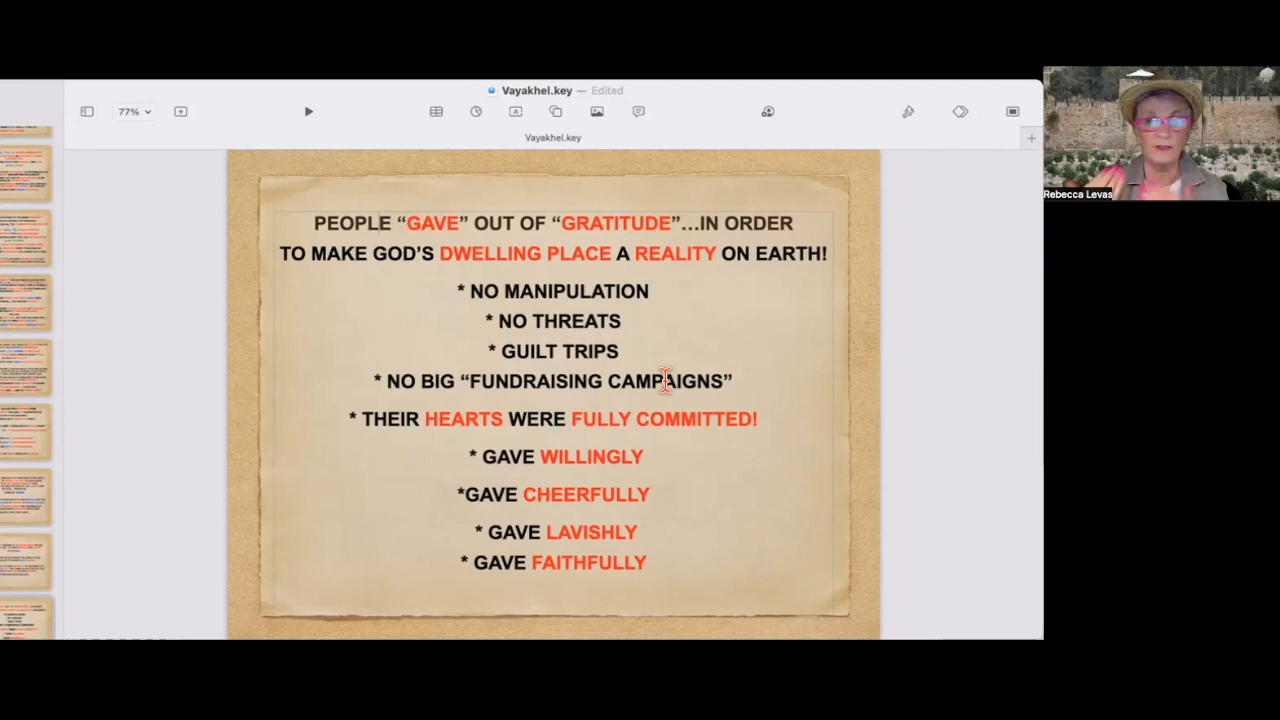 Vayakhel.key — Edited
77%
Vayakhel.key
PEOPLE “GAVE” OUT OF “GRATITUDE”...IN ORDER
TO MAKE GOD’S DWELLING PLACE A REALITY ON EARTH!
* NO MANIPULATION
* NO THREATS
* GUILT TRIPS
* NO BIG “FUNDRAISING CAMPAIGNS”
* THEIR HEARTS WERE FULLY COMMITTED!
* GAVE WILLINGLY
*GAVE CHEERFULLY
* GAVE LAVISHLY
* GAVE FAITHFULLY
Rebecca Levas